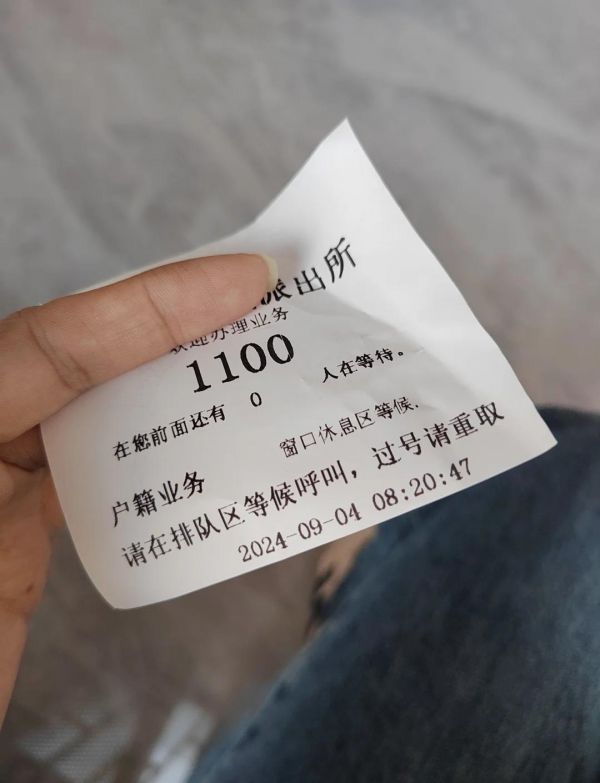 派出所
欢迎办理业务
1100
在您前面还有 0 人在等待。
户籍业务 窗口休息区等候.
请在排队区等候呼叫，过号请重取
2024-09-04 08:20:47